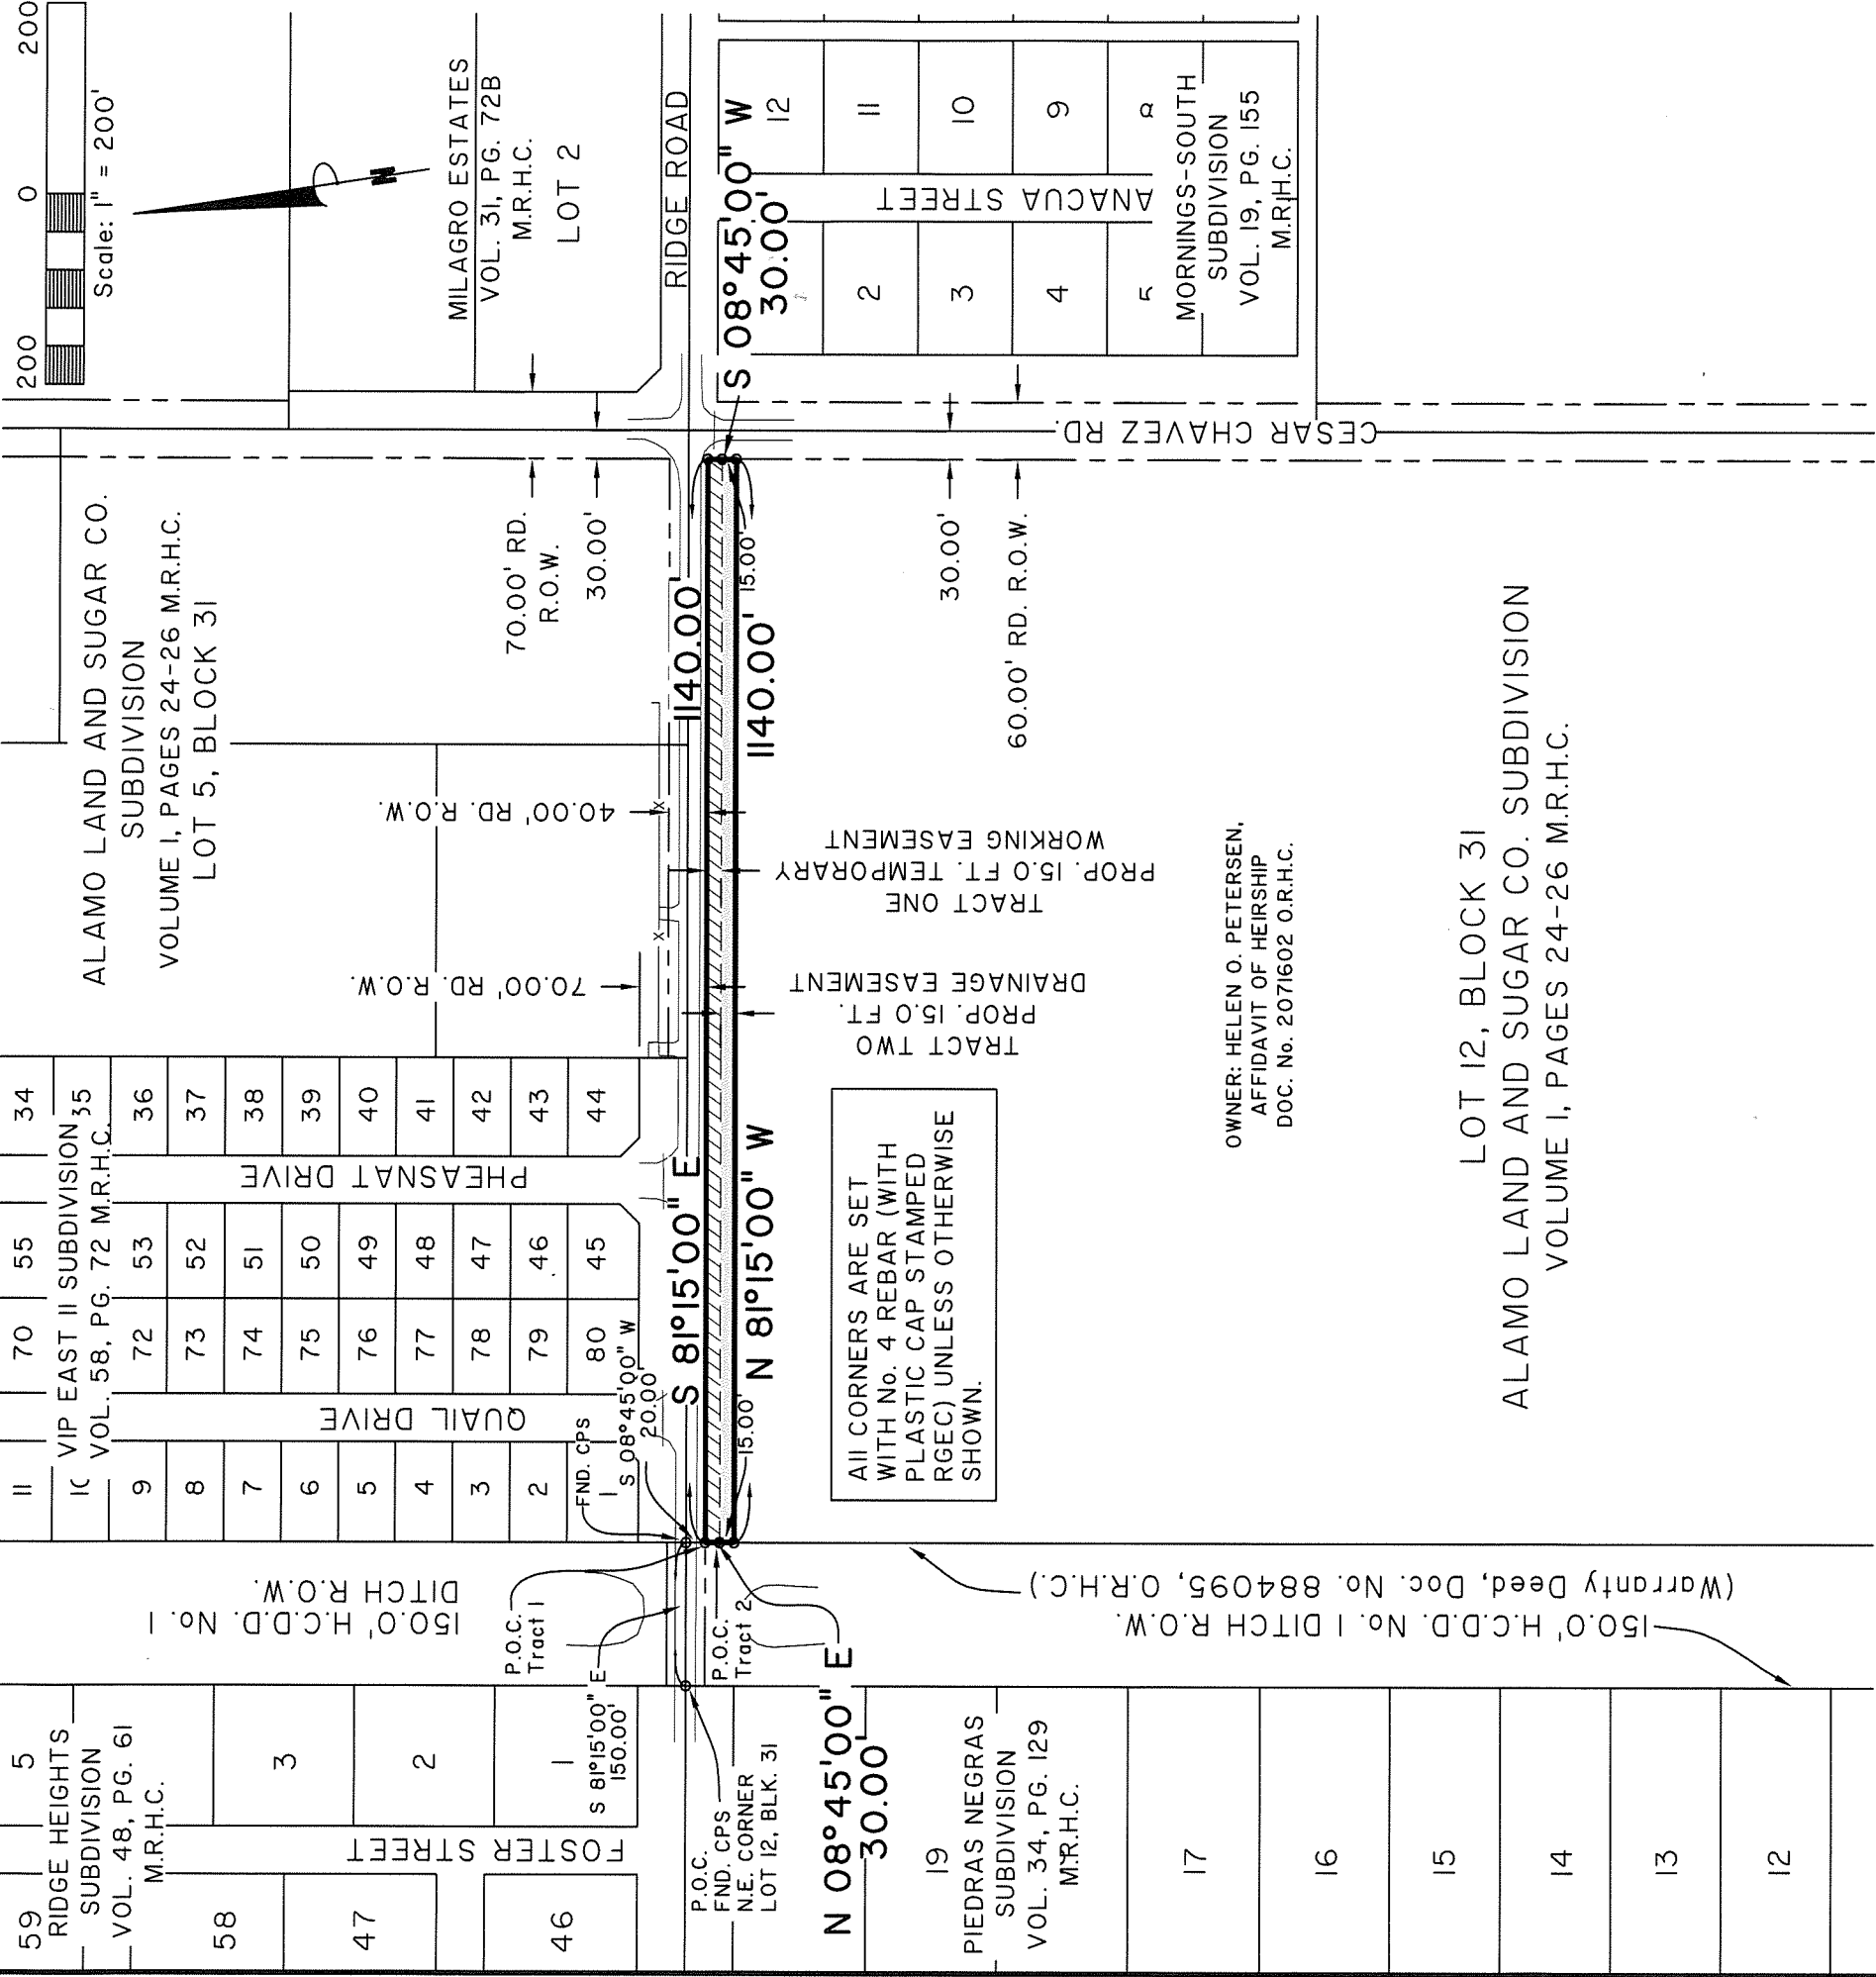 200
0
200
Scale: 1" = 200'
N
MILAGRO ESTATES
VOL. 31, PG. 72B
M.R.H.C.
LOT 2
RIDGE ROAD
S 08°45'00" W
30.00'
12
11
10
9
2
3
4
5
ANACUA STREET
MORNINGS-SOUTH
SUBDIVISION
VOL. 19, PG. 155
M.R.H.C.
CESAR CHAVEZ RD.
ALAMO LAND AND SUGAR CO.
SUBDIVISION
VOLUME 1, PAGES 24-26 M.R.H.C.
LOT 5, BLOCK 31
70.00' RD.
R.O.W.
30.00'
30.00'
60.00' RD. R.O.W.
1140.00'
15.00'
1140.00'
40.00' RD. R.O.W.
x
x
70.00' RD. R.O.W.
TRACT ONE
PROP. 15.0 FT. TEMPORARY
WORKING EASEMENT
TRACT TWO
PROP. 15.0 FT.
DRAINAGE EASEMENT
34
35
36
37
38
39
40
41
42
43
44
PHEASNAT DRIVE
55
53
52
51
50
49
48
47
46
45
70
72
73
74
75
76
77
78
79
80
VIP EAST II SUBDIVISION
VOL. 58, PG. 72 M.R.H.C.
QUAIL DRIVE
11
10
9
8
7
6
5
4
3
2
1
FND. CPS
S 08°45'00" W
20.00'
S 81°15'00" E
N 81°15'00" W
15.00'
All CORNERS ARE SET
WITH No. 4 REBAR (WITH
PLASTIC CAP STAMPED
RGEC) UNLESS OTHERWISE
SHOWN.
OWNER: HELEN O. PETERSEN,
AFFIDAVIT OF HEIRSHIP
DOC. No. 2071602 O.R.H.C.
LOT 12, BLOCK 31
ALAMO LAND AND SUGAR CO. SUBDIVISION
VOLUME 1, PAGES 24-26 M.R.H.C.
150.0' H.C.D.D. No. 1
DITCH R.O.W.
P.O.C.
Tract 1
P.O.C.
Tract 2
S 81°15'00" E
150.00'
150.0' H.C.D.D. No. 1 DITCH R.O.W.
(Warranty Deed, Doc. No. 884095, O.R.H.C.)
5
RIDGE HEIGHTS
SUBDIVISION
VOL. 48, PG. 61
M.R.H.C.
3
2
1
FOSTER STREET
59
58
47
46
P.O.C.
FND. CPS
N.E. CORNER
LOT 12, BLK. 31
N 08°45'00" E
30.00'
19
PIEDRAS NEGRAS
SUBDIVISION
VOL. 34, PG. 129
M.R.H.C.
17
16
15
14
13
12